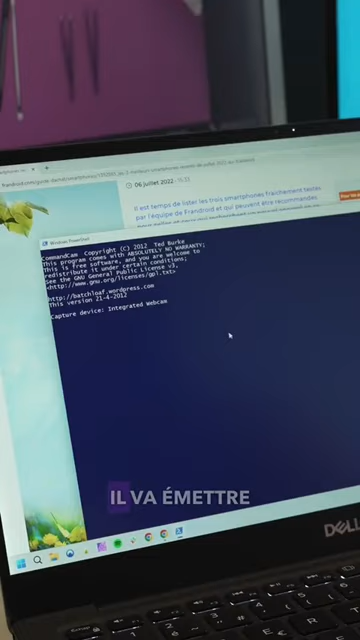 06 juillet 2022 -
Il est temps de lister les trois smartphones fraîchement testés
par l'équipe de Frandroid et qui peuvent être recommandés
Windows PowerShell
CommandCam  Copyright (C) 2012  Ted Burke
This program comes with ABSOLUTELY NO WARRANTY;
This is free software, and you are welcome to
redistribute it under certain conditions;
See the GNU General Public License v3,
<http://www.gnu.org/licenses/gpl.txt>
http://batchloaf.wordpress.com
This version 21-4-2012
Capture device: Integrated Webcam
IL VA ÉMETTRE
DELL